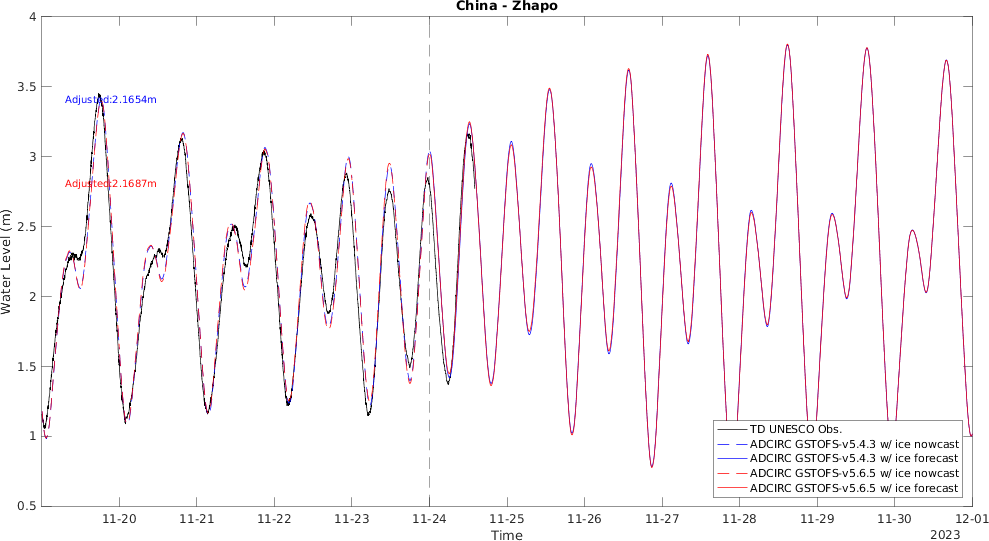 China - Zhapo
4
3.5
3
2.5
2
1.5
1
0.5
Water Level (m)
Adjusted:2.1654m
Adjusted:2.1687m
TD UNESCO Obs.
ADCIRC GSTOFS-v5.4.3 w/ ice nowcast
ADCIRC GSTOFS-v5.4.3 w/ ice forecast
ADCIRC GSTOFS-v5.6.5 w/ ice nowcast
ADCIRC GSTOFS-v5.6.5 w/ ice forecast
11-20 11-21 11-22 11-23 11-24 11-25 11-26 11-27 11-28 11-29 11-30 12-01
2023
Time